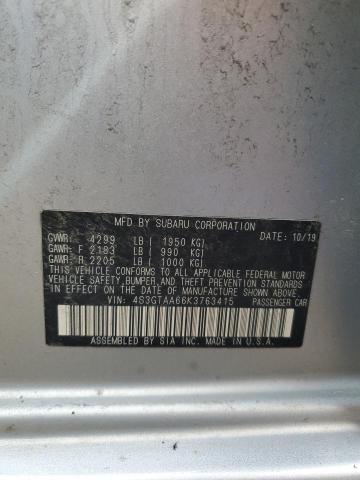 MFD BY SUBARU CORPORATION
GVWR: 4299 LB ( 1950 KG) DATE: 10/19
GAWR: F 2183 LB ( 990 KG)
GAWR: R 2205 LB ( 1000 KG)
THIS VEHICLE CONFORMS TO ALL APPLICABLE FEDERAL MOTOR
VEHICLE SAFETY, BUMPER, AND THEFT PREVENTION STANDARDS
IN EFFECT ON THE DATE OF MANUFACTURE SHOWN ABOVE.
VIN: 4S3GTAA66K3763415 PASSENGER CAR
ASSEMBLED BY SIA INC. MADE IN U.S.A.